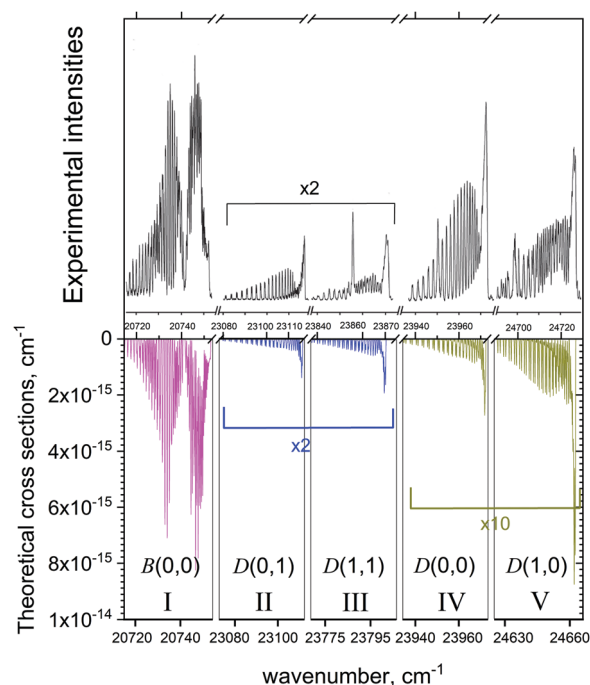 Experimental intensities
x2
20720 20740 23080 23100 23110 23840 23860 23870 23940 23960 24700 24720
Theoretical cross sections, cm⁻¹
0
2x10⁻¹⁵
4x10⁻¹⁵
6x10⁻¹⁵
8x10⁻¹⁵
1x10⁻¹⁴
x2
x10
B(0,0) D(0,1) D(1,1) D(0,0) D(1,0)
I II III IV V
20720 20740 23080 23100 23775 23795 23940 23960 24630 24660
wavenumber, cm⁻¹